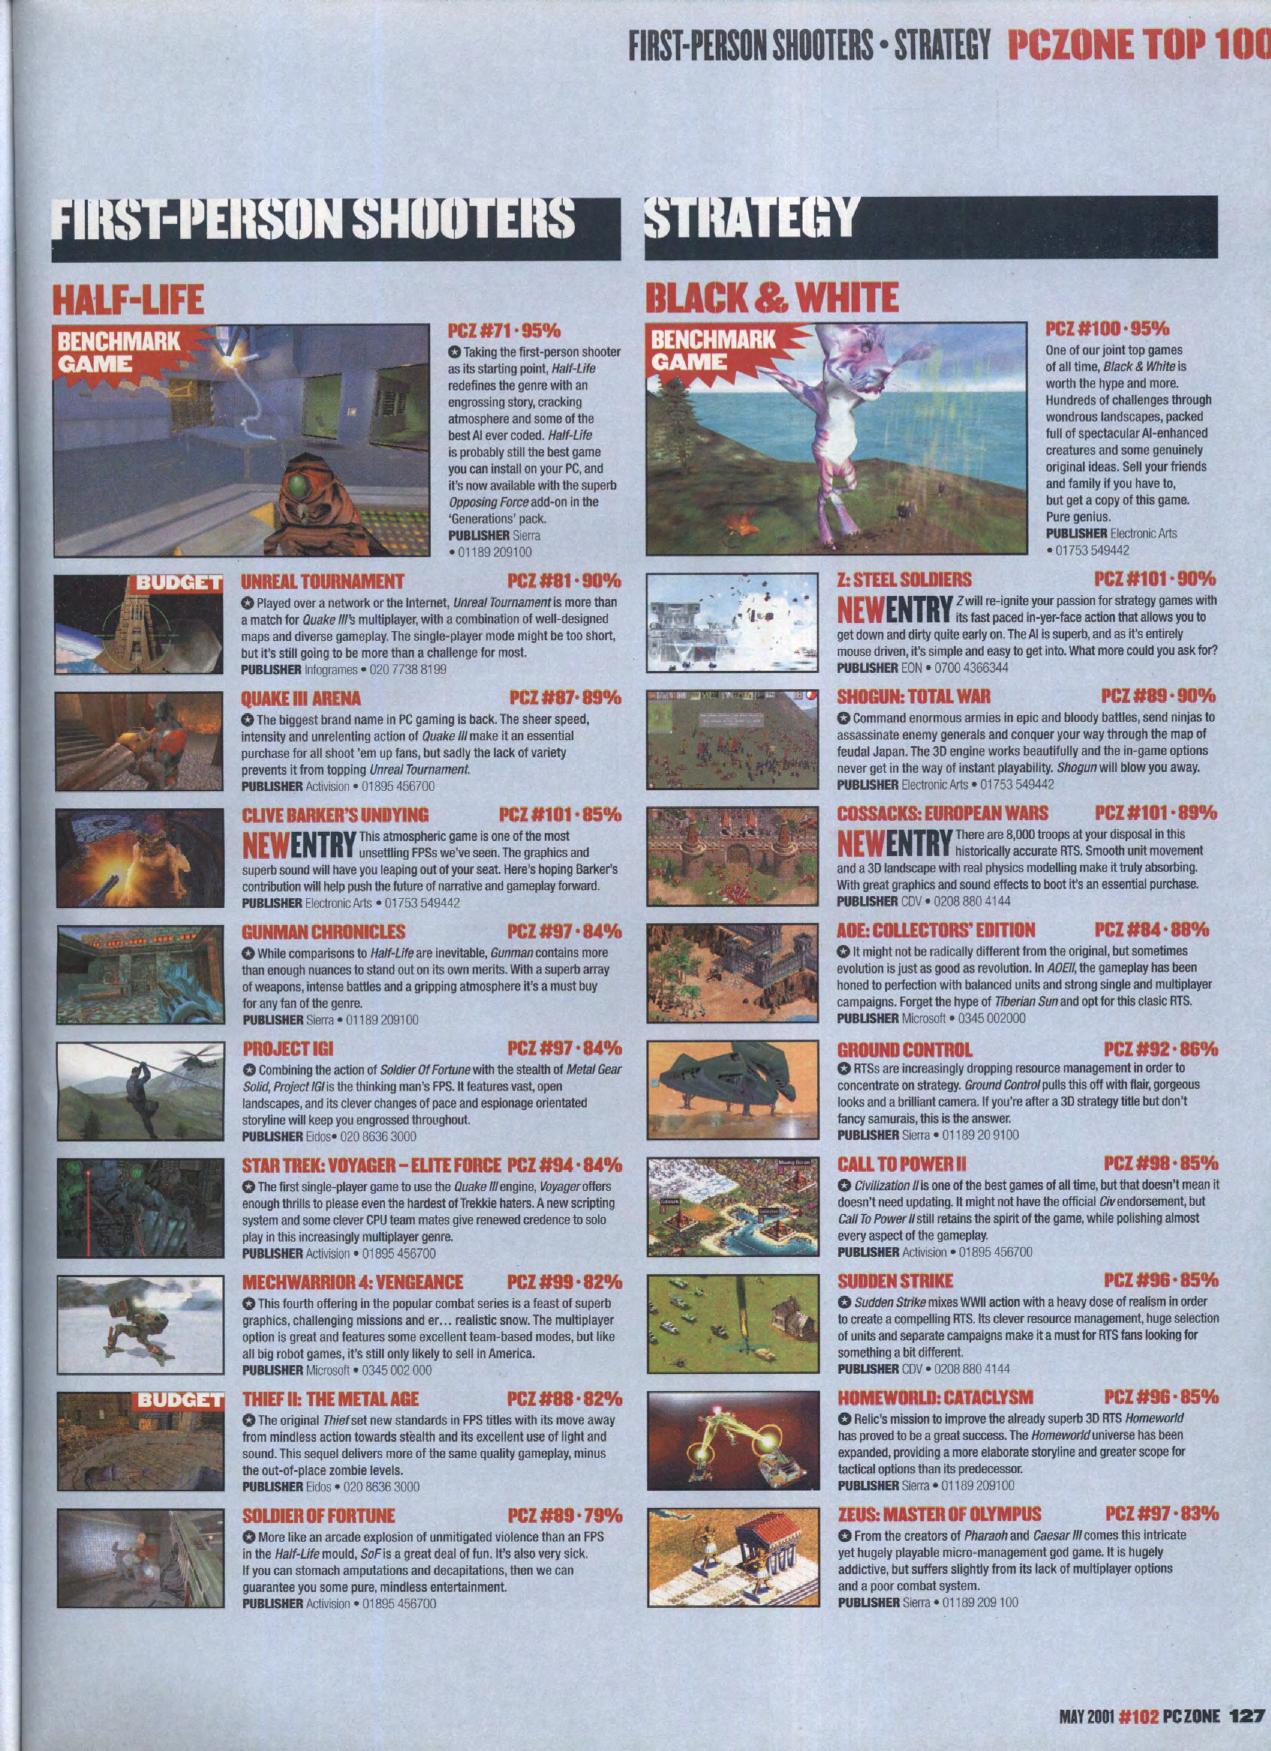 FIRST-PERSON SHOOTERS • STRATEGY PCZONE TOP 100
FIRST-PERSON SHOOTERS
HALF-LIFE
BENCHMARK
GAME
PCZ #71 • 95%
✪ Taking the first-person shooter
as its starting point, Half-Life
redefines the genre with an
engrossing story, cracking
atmosphere and some of the
best AI ever coded. Half-Life
is probably still the best game
you can install on your PC, and
it's now available with the superb
Opposing Force add-on in the
'Generations' pack.
PUBLISHER Sierra
• 01189 209100
BUDGET
UNREAL TOURNAMENT PCZ #81 • 90%
✪ Played over a network or the Internet, Unreal Tournament is more than
a match for Quake III's multiplayer, with a combination of well-designed
maps and diverse gameplay. The single-player mode might be too short,
but it's still going to be more than a challenge for most.
PUBLISHER Infogrames • 020 7738 8199
QUAKE III ARENA PCZ #87 • 89%
✪ The biggest brand name in PC gaming is back. The sheer speed,
intensity and unrelenting action of Quake III make it an essential
purchase for all shoot 'em up fans, but sadly the lack of variety
prevents it from topping Unreal Tournament.
PUBLISHER Activision • 01895 456700
CLIVE BARKER'S UNDYING PCZ #101 • 85%
NEWENTRY This atmospheric game is one of the most
unsettling FPSs we've seen. The graphics and
superb sound will have you leaping out of your seat. Here's hoping Barker's
contribution will help push the future of narrative and gameplay forward.
PUBLISHER Electronic Arts • 01753 549442
GUNMAN CHRONICLES PCZ #97 • 84%
✪ While comparisons to Half-Life are inevitable, Gunman contains more
than enough nuances to stand out on its own merits. With a superb array
of weapons, intense battles and a gripping atmosphere it's a must buy
for any fan of the genre.
PUBLISHER Sierra • 01189 209100
PROJECT IGI PCZ #97 • 84%
✪ Combining the action of Soldier Of Fortune with the stealth of Metal Gear
Solid, Project IGI is the thinking man's FPS. It features vast, open
landscapes, and its clever changes of pace and espionage orientated
storyline will keep you engrossed throughout.
PUBLISHER Eidos• 020 8636 3000
STAR TREK: VOYAGER – ELITE FORCE PCZ #94 • 84%
✪ The first single-player game to use the Quake III engine, Voyager offers
enough thrills to please even the hardest of Trekkie haters. A new scripting
system and some clever CPU team mates give renewed credence to solo
play in this increasingly multiplayer genre.
PUBLISHER Activision • 01895 456700
MECHWARRIOR 4: VENGEANCE PCZ #99 • 82%
✪ This fourth offering in the popular combat series is a feast of superb
graphics, challenging missions and er... realistic snow. The multiplayer
option is great and features some excellent team-based modes, but like
all big robot games, it's still only likely to sell in America.
PUBLISHER Microsoft • 0345 002 000
BUDGET
THIEF II: THE METAL AGE PCZ #88 • 82%
✪ The original Thief set new standards in FPS titles with its move away
from mindless action towards stealth and its excellent use of light and
sound. This sequel delivers more of the same quality gameplay, minus
the out-of-place zombie levels.
PUBLISHER Eidos • 020 8636 3000
SOLDIER OF FORTUNE PCZ #89 • 79%
✪ More like an arcade explosion of unmitigated violence than an FPS
in the Half-Life mould, SoF is a great deal of fun. It's also very sick.
If you can stomach amputations and decapitations, then we can
guarantee you some pure, mindless entertainment.
PUBLISHER Activision • 01895 456700
STRATEGY
BLACK & WHITE
BENCHMARK
GAME
PCZ #100 • 95%
One of our joint top games
of all time, Black & White is
worth the hype and more.
Hundreds of challenges through
wondrous landscapes, packed
full of spectacular AI-enhanced
creatures and some genuinely
original ideas. Sell your friends
and family if you have to,
but get a copy of this game.
Pure genius.
PUBLISHER Electronic Arts
• 01753 549442
Z: STEEL SOLDIERS PCZ #101 • 90%
NEWENTRY Z will re-ignite your passion for strategy games with
its fast paced in-yer-face action that allows you to
get down and dirty quite early on. The AI is superb, and as it's entirely
mouse driven, it's simple and easy to get into. What more could you ask for?
PUBLISHER EON • 0700 4366344
SHOGUN: TOTAL WAR PCZ #89 • 90%
✪ Command enormous armies in epic and bloody battles, send ninjas to
assassinate enemy generals and conquer your way through the map of
feudal Japan. The 3D engine works beautifully and the in-game options
never get in the way of instant playability. Shogun will blow you away.
PUBLISHER Electronic Arts • 01753 549442
COSSACKS: EUROPEAN WARS PCZ #101 • 89%
NEWENTRY There are 8,000 troops at your disposal in this
historically accurate RTS. Smooth unit movement
and a 3D landscape with real physics modelling make it truly absorbing.
With great graphics and sound effects to boot it's an essential purchase.
PUBLISHER CDV • 0208 880 4144
AOE: COLLECTORS' EDITION PCZ #84 • 88%
✪ It might not be radically different from the original, but sometimes
evolution is just as good as revolution. In AOEII, the gameplay has been
honed to perfection with balanced units and strong single and multiplayer
campaigns. Forget the hype of Tiberian Sun and opt for this clasic RTS.
PUBLISHER Microsoft • 0345 002000
GROUND CONTROL PCZ #92 • 86%
✪ RTSs are increasingly dropping resource management in order to
concentrate on strategy. Ground Control pulls this off with flair, gorgeous
looks and a brilliant camera. If you're after a 3D strategy title but don't
fancy samurais, this is the answer.
PUBLISHER Sierra • 01189 20 9100
CALL TO POWER II PCZ #98 • 85%
✪ Civilization II is one of the best games of all time, but that doesn't mean it
doesn't need updating. It might not have the official Civ endorsement, but
Call To Power II still retains the spirit of the game, while polishing almost
every aspect of the gameplay.
PUBLISHER Activision • 01895 456700
SUDDEN STRIKE PCZ #96 • 85%
✪ Sudden Strike mixes WWII action with a heavy dose of realism in order
to create a compelling RTS. Its clever resource management, huge selection
of units and separate campaigns make it a must for RTS fans looking for
something a bit different.
PUBLISHER CDV • 0208 880 4144
HOMEWORLD: CATACLYSM PCZ #96 • 85%
✪ Relic's mission to improve the already superb 3D RTS Homeworld
has proved to be a great success. The Homeworld universe has been
expanded, providing a more elaborate storyline and greater scope for
tactical options than its predecessor.
PUBLISHER Sierra • 01189 209100
ZEUS: MASTER OF OLYMPUS PCZ #97 • 83%
✪ From the creators of Pharaoh and Caesar III comes this intricate
yet hugely playable micro-management god game. It is hugely
addictive, but suffers slightly from its lack of multiplayer options
and a poor combat system.
PUBLISHER Sierra • 01189 209 100
MAY 2001 #102 PC ZONE 127